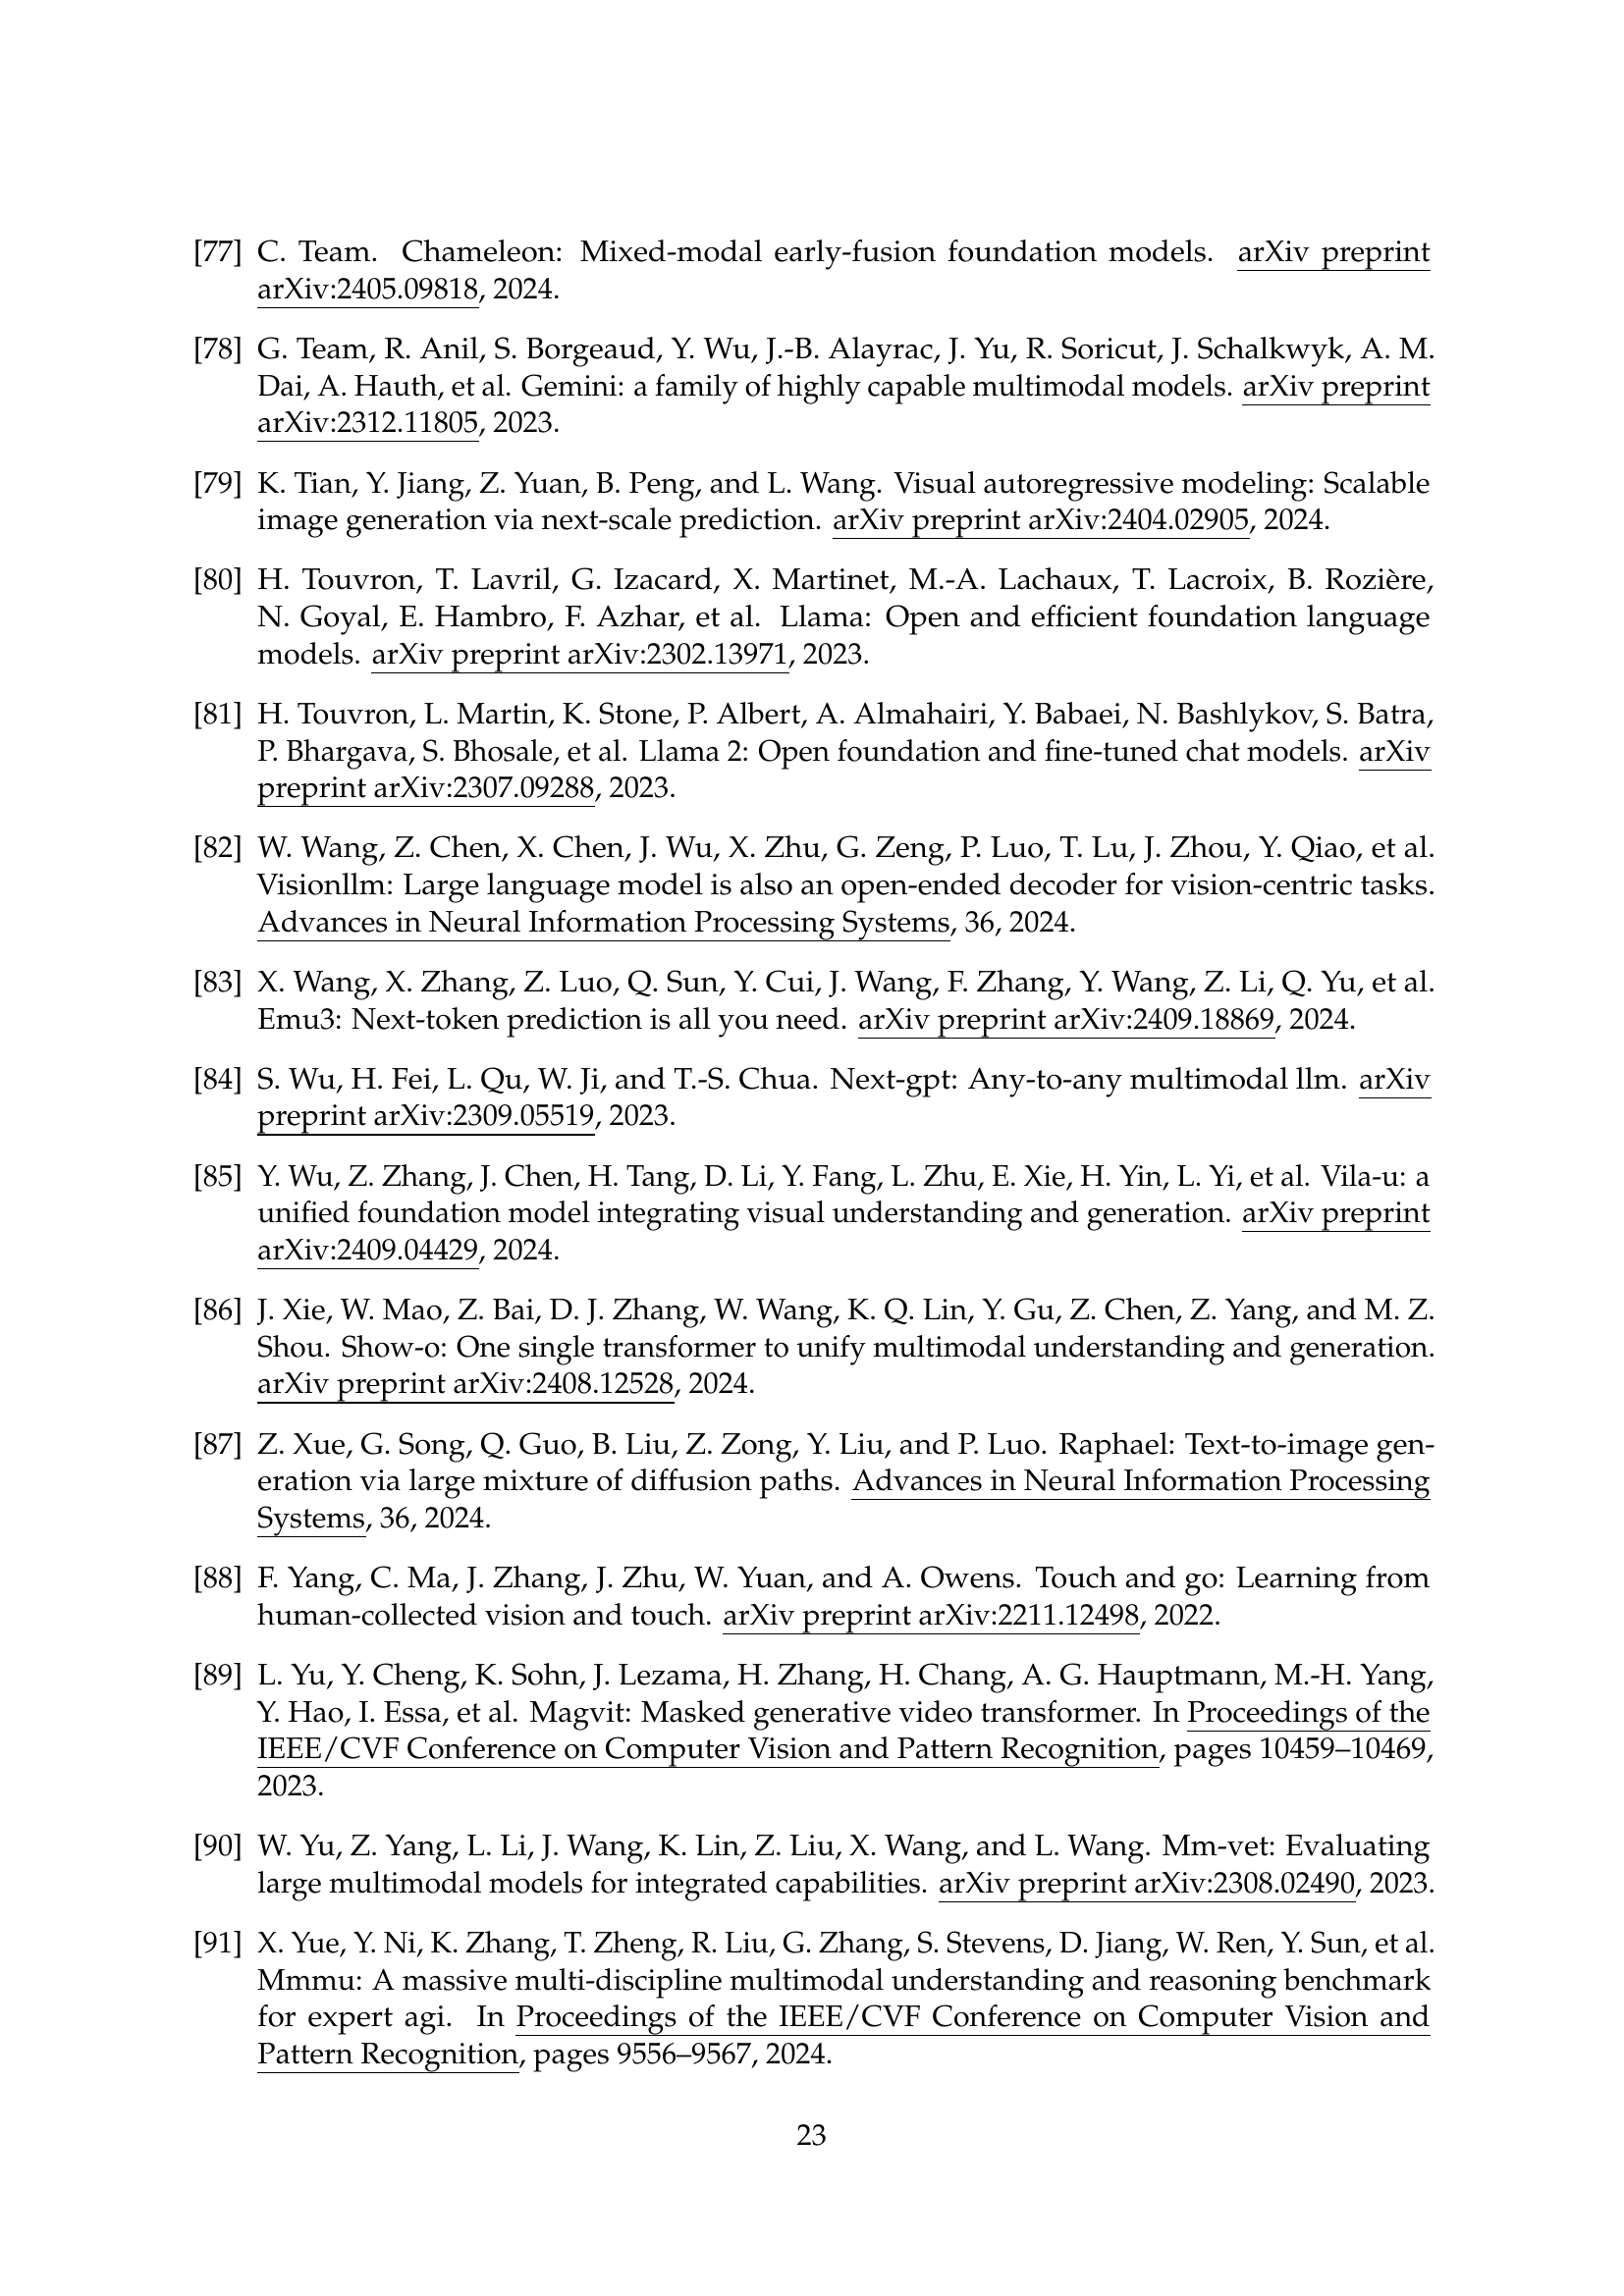 [77] C. Team. Chameleon: Mixed-modal early-fusion foundation models. arXiv preprint
arXiv:2405.09818, 2024.
[78] G. Team, R. Anil, S. Borgeaud, Y. Wu, J.-B. Alayrac, J. Yu, R. Soricut, J. Schalkwyk, A. M.
Dai, A. Hauth, et al. Gemini: a family of highly capable multimodal models. arXiv preprint
arXiv:2312.11805, 2023.
[79] K. Tian, Y. Jiang, Z. Yuan, B. Peng, and L. Wang. Visual autoregressive modeling: Scalable
image generation via next-scale prediction. arXiv preprint arXiv:2404.02905, 2024.
[80] H. Touvron, T. Lavril, G. Izacard, X. Martinet, M.-A. Lachaux, T. Lacroix, B. Rozière,
N. Goyal, E. Hambro, F. Azhar, et al. Llama: Open and efficient foundation language
models. arXiv preprint arXiv:2302.13971, 2023.
[81] H. Touvron, L. Martin, K. Stone, P. Albert, A. Almahairi, Y. Babaei, N. Bashlykov, S. Batra,
P. Bhargava, S. Bhosale, et al. Llama 2: Open foundation and fine-tuned chat models. arXiv
preprint arXiv:2307.09288, 2023.
[82] W. Wang, Z. Chen, X. Chen, J. Wu, X. Zhu, G. Zeng, P. Luo, T. Lu, J. Zhou, Y. Qiao, et al.
Visionllm: Large language model is also an open-ended decoder for vision-centric tasks.
Advances in Neural Information Processing Systems, 36, 2024.
[83] X. Wang, X. Zhang, Z. Luo, Q. Sun, Y. Cui, J. Wang, F. Zhang, Y. Wang, Z. Li, Q. Yu, et al.
Emu3: Next-token prediction is all you need. arXiv preprint arXiv:2409.18869, 2024.
[84] S. Wu, H. Fei, L. Qu, W. Ji, and T.-S. Chua. Next-gpt: Any-to-any multimodal llm. arXiv
preprint arXiv:2309.05519, 2023.
[85] Y. Wu, Z. Zhang, J. Chen, H. Tang, D. Li, Y. Fang, L. Zhu, E. Xie, H. Yin, L. Yi, et al. Vila-u: a
unified foundation model integrating visual understanding and generation. arXiv preprint
arXiv:2409.04429, 2024.
[86] J. Xie, W. Mao, Z. Bai, D. J. Zhang, W. Wang, K. Q. Lin, Y. Gu, Z. Chen, Z. Yang, and M. Z.
Shou. Show-o: One single transformer to unify multimodal understanding and generation.
arXiv preprint arXiv:2408.12528, 2024.
[87] Z. Xue, G. Song, Q. Guo, B. Liu, Z. Zong, Y. Liu, and P. Luo. Raphael: Text-to-image gen-
eration via large mixture of diffusion paths. Advances in Neural Information Processing
Systems, 36, 2024.
[88] F. Yang, C. Ma, J. Zhang, J. Zhu, W. Yuan, and A. Owens. Touch and go: Learning from
human-collected vision and touch. arXiv preprint arXiv:2211.12498, 2022.
[89] L. Yu, Y. Cheng, K. Sohn, J. Lezama, H. Zhang, H. Chang, A. G. Hauptmann, M.-H. Yang,
Y. Hao, I. Essa, et al. Magvit: Masked generative video transformer. In Proceedings of the
IEEE/CVF Conference on Computer Vision and Pattern Recognition, pages 10459–10469,
2023.
[90] W. Yu, Z. Yang, L. Li, J. Wang, K. Lin, Z. Liu, X. Wang, and L. Wang. Mm-vet: Evaluating
large multimodal models for integrated capabilities. arXiv preprint arXiv:2308.02490, 2023.
[91] X. Yue, Y. Ni, K. Zhang, T. Zheng, R. Liu, G. Zhang, S. Stevens, D. Jiang, W. Ren, Y. Sun, et al.
Mmmu: A massive multi-discipline multimodal understanding and reasoning benchmark
for expert agi. In Proceedings of the IEEE/CVF Conference on Computer Vision and
Pattern Recognition, pages 9556–9567, 2024.
23